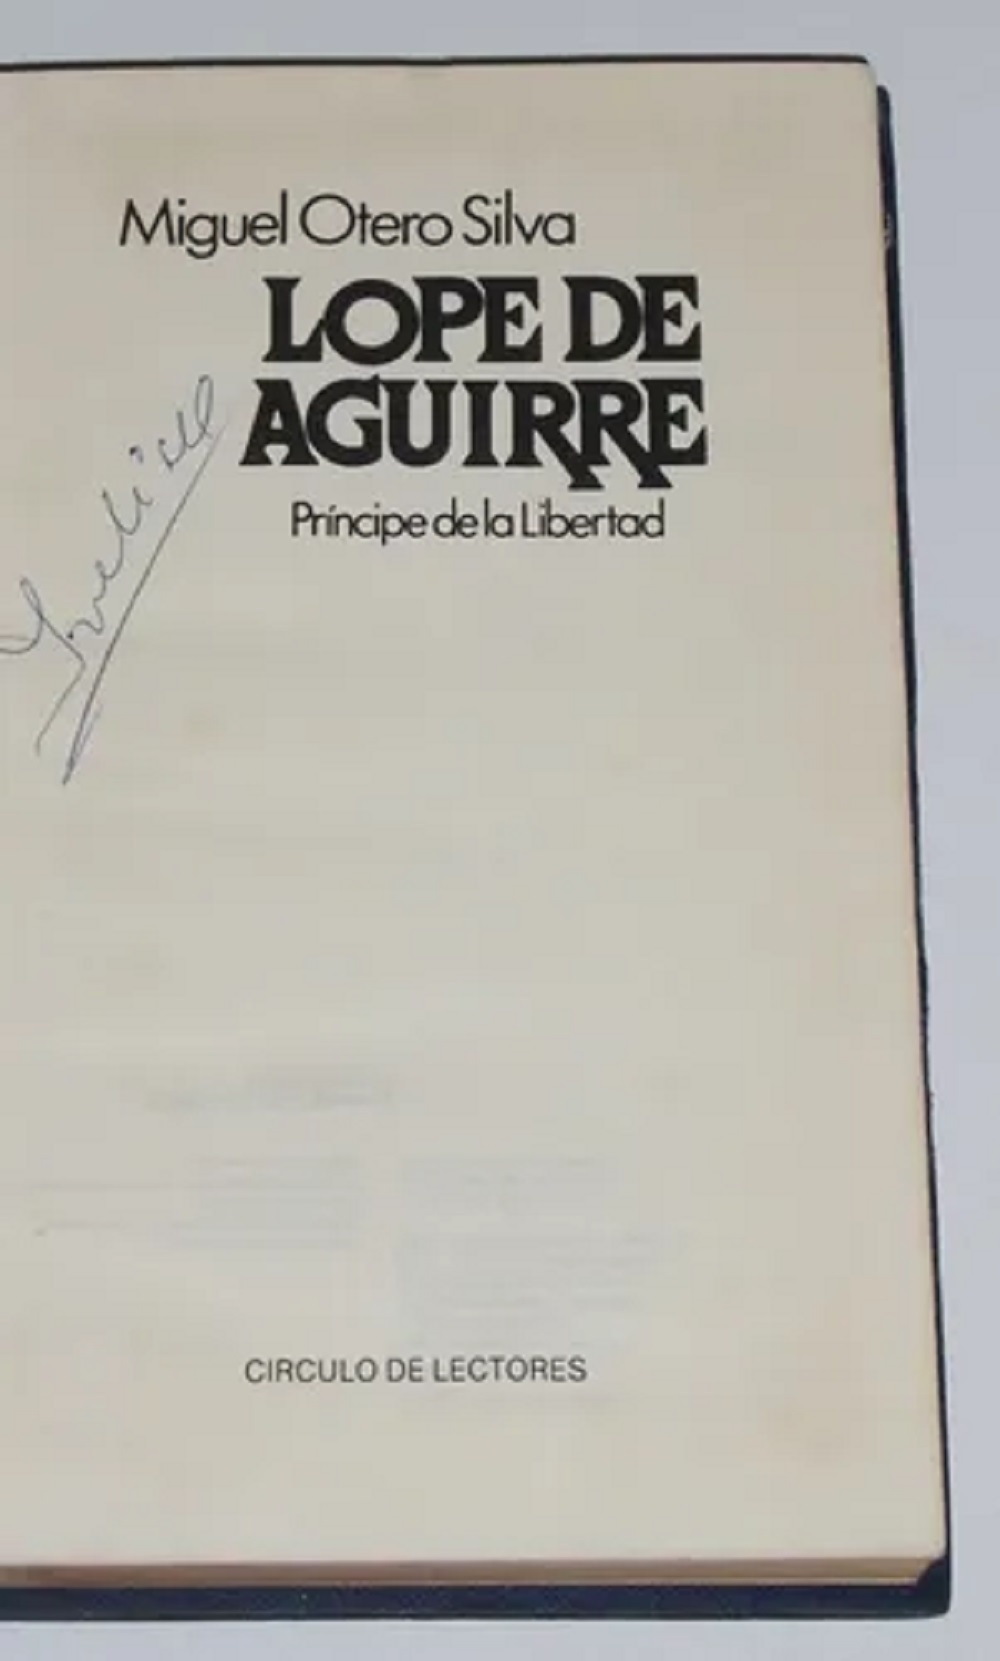 Miguel Otero Silva
LOPE DE
AGUIRRE
Príncipe de la Libertad
CIRCULO DE LECTORES